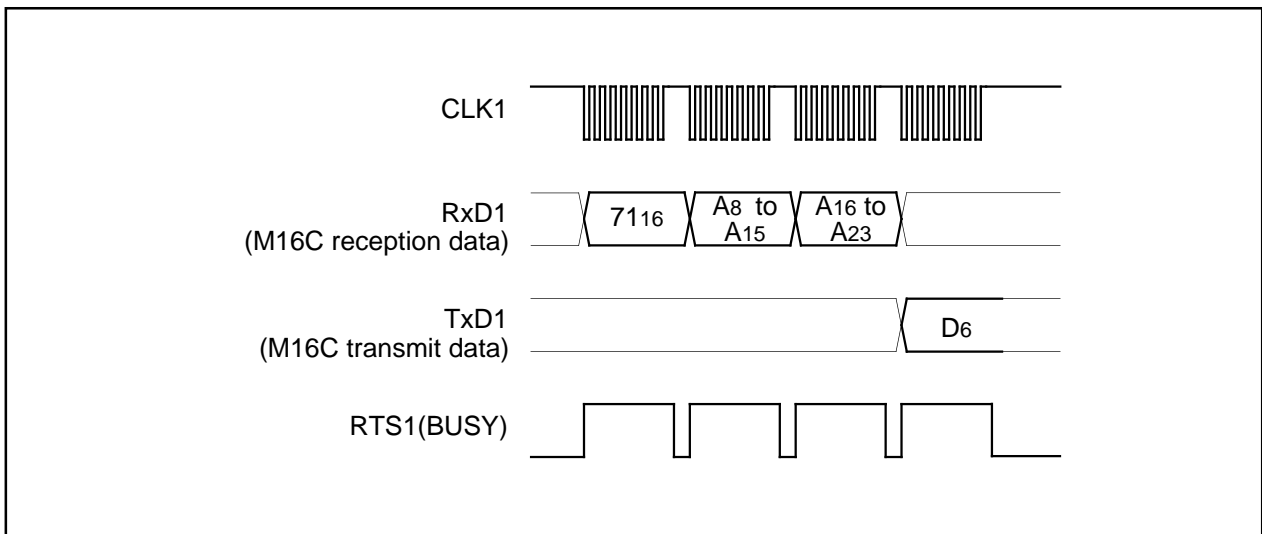 CLK1
RxD1
(M16C reception data)
7116
A8 to
A15
A16 to
A23
TxD1
(M16C transmit data)
D6
RTS1(BUSY)